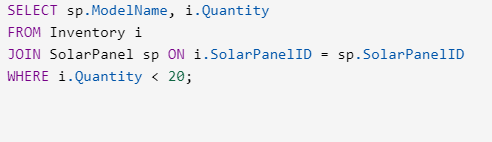 SELECT sp.ModelName, i.Quantity
FROM Inventory i
JOIN SolarPanel sp ON i.SolarPanelID = sp.SolarPanelID
WHERE i.Quantity < 20;